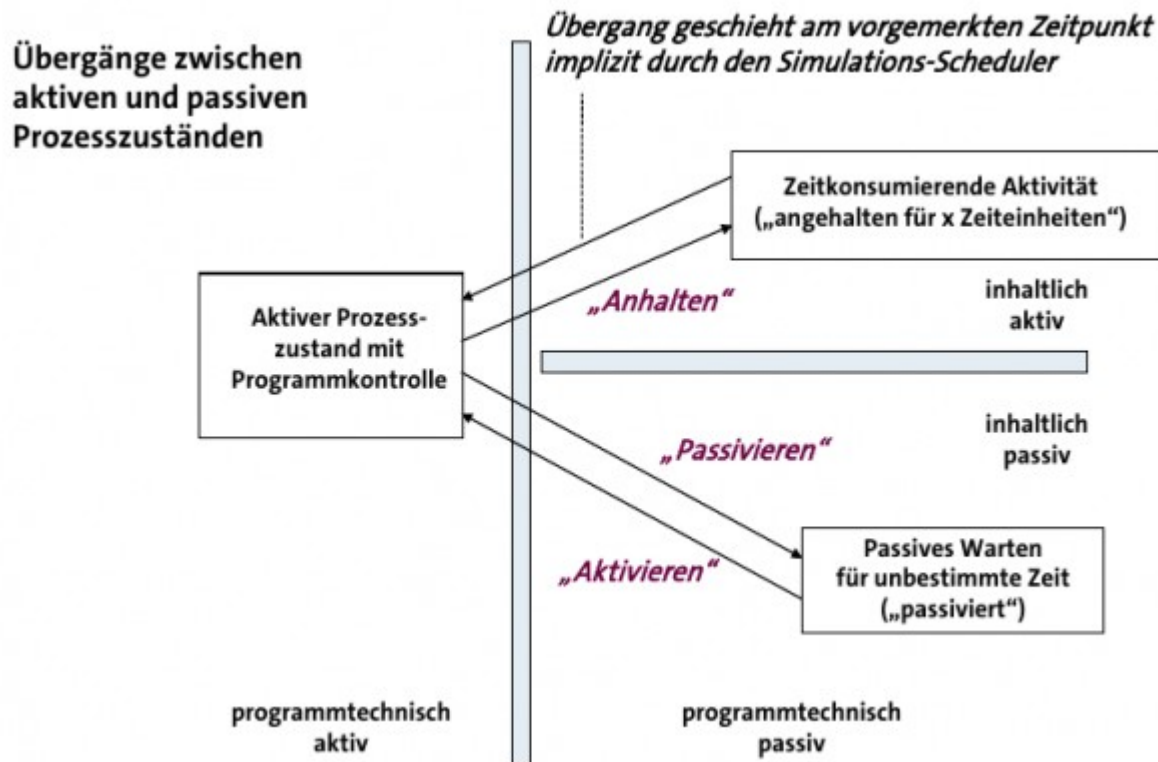 Übergänge zwischen
aktiven und passiven
Prozesszuständen
Übergang geschieht am vorgemerkten Zeitpunkt
implizit durch den Simulations-Scheduler
Zeitkonsumierende Aktivität
(„angehalten für x Zeiteinheiten“)
„Anhalten“
inhaltlich
aktiv
Aktiver Prozess-
zustand mit
Programmkontrolle
inhaltlich
passiv
„Passivieren“
„Aktivieren“
Passives Warten
für unbestimmte Zeit
(„passiviert“)
programmtechnisch
aktiv
programmtechnisch
passiv